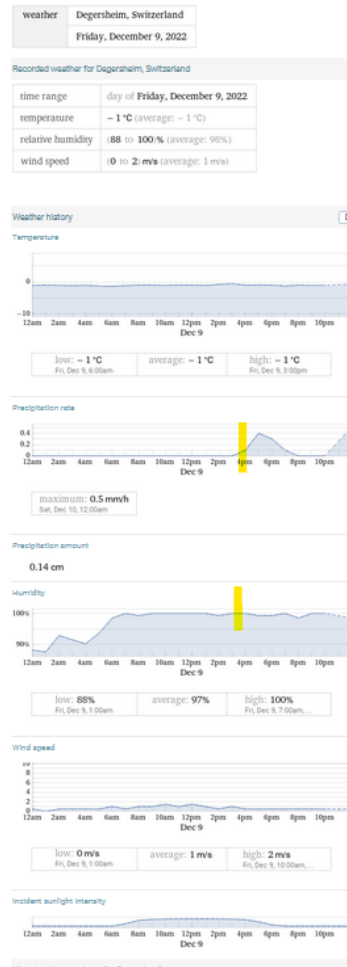 weather
Degersheim, Switzerland
Friday, December 9, 2022
Recorded weather for Degersheim, Switzerland
time range day of Friday, December 9, 2022
temperature −1 °C (average: −1 °C)
relative humidity (88 to 100)% (average: 98%)
wind speed (0 to 2) m/s (average: 1 m/s)
Weather history
Temperature
0
−10
12am 2am 4am 6am 8am 10am 12pm 2pm 4pm 6pm 8pm 10pm
Dec 9
low: −1 °C average: −1 °C high: −1 °C
Fri, Dec 9, 6:00am Fri, Dec 9, 3:00pm
Precipitation rate
0.4
0.2
0
12am 2am 4am 6am 8am 10am 12pm 2pm 4pm 6pm 8pm 10pm
Dec 9
maximum: 0.5 mm/h
Sat, Dec 10, 12:00am
Precipitation amount
0.14 cm
Humidity
100%
90%
12am 2am 4am 6am 8am 10am 12pm 2pm 4pm 6pm 8pm 10pm
Dec 9
low: 88% average: 97% high: 100%
Fri, Dec 9, 1:00am Fri, Dec 9, 7:00am, ...
Wind speed
10
8
6
4
2
0
12am 2am 4am 6am 8am 10am 12pm 2pm 4pm 6pm 8pm 10pm
Dec 9
low: 0 m/s average: 1 m/s high: 2 m/s
Fri, Dec 9, 1:00am Fri, Dec 9, 10:00am, ...
Incident sunlight intensity
12am 2am 4am 6am 8am 10am 12pm 2pm 4pm 6pm 8pm 10pm
Dec 9